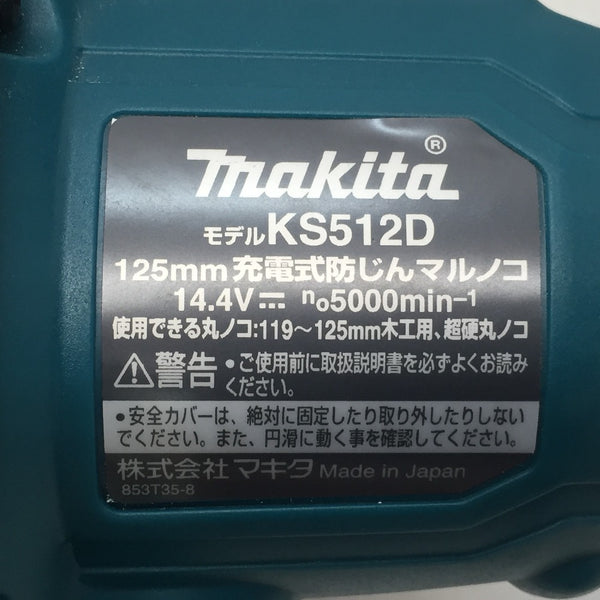 makita®
モデルKS512D
125mm 充電式防じんマルノコ
14.4V⎓ n₀5000min⁻¹
使用できる丸ノコ:119～125mm木工用、超硬丸ノコ
⚠警告 •ご使用前に取扱説明書を必ずよくお読み
ください。
•安全カバーは、絶対に固定したり取り外したりしない
でください。また、円滑に動く事を確認してください。
株式会社 マキタ Made in Japan
853T35-8